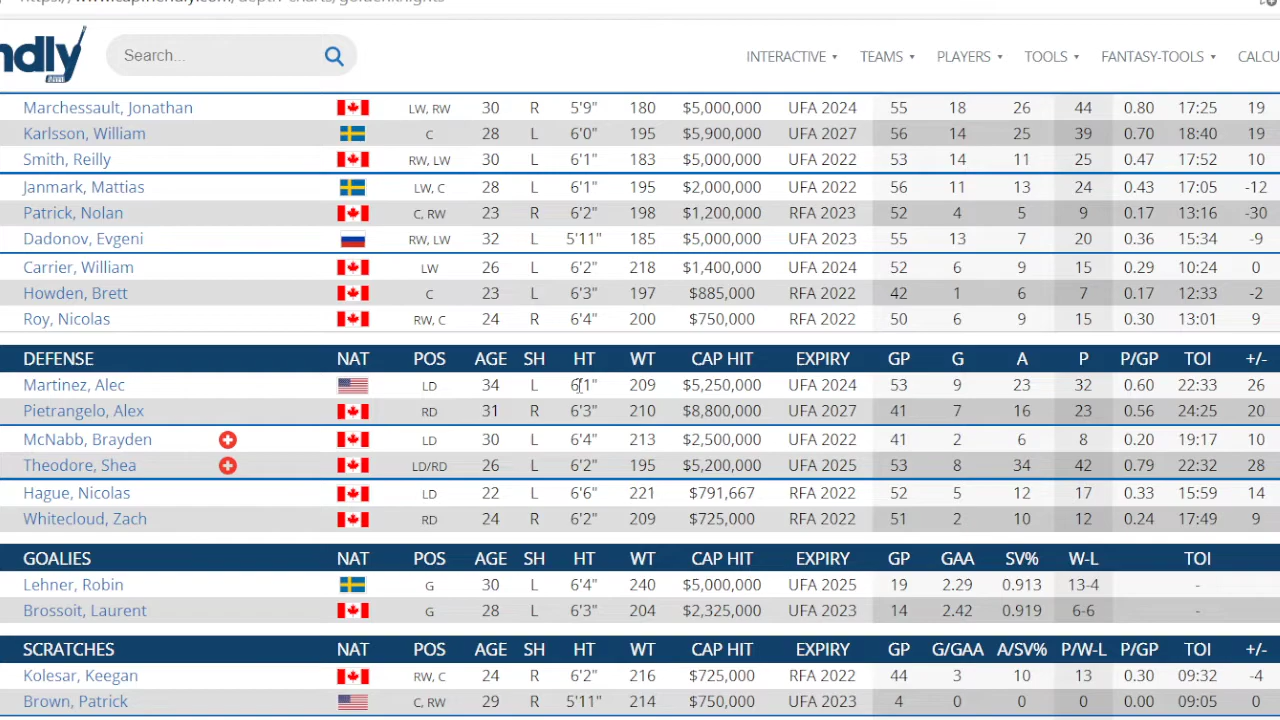 https://www.capfriendly.com/depth-charts/goldenknights
ndly
Search...
INTERACTIVE TEAMS PLAYERS TOOLS FANTASY-TOOLS CALCU
Marchessault, Jonathan LW, RW 30 R 5'9" 180 $5,000,000 UFA 2024 55 18 26 44 0.80 17:25 19
Karlsson, William C 28 L 6'0" 195 $5,900,000 UFA 2027 56 14 25 39 0.70 18:40 19
Smith, Reilly RW, LW 30 L 6'1" 183 $5,000,000 UFA 2022 53 14 11 25 0.47 17:52 10
Janmark, Mattias LW, C 28 L 6'1" 195 $2,000,000 UFA 2022 56 11 13 24 0.43 17:05 -12
Patrick, Nolan C, RW 23 R 6'2" 198 $1,200,000 RFA 2023 52 4 5 9 0.17 13:16 -30
Dadonov, Evgeni RW, LW 32 L 5'11" 185 $5,000,000 UFA 2023 55 13 7 20 0.36 15:34 -9
Carrier, William LW 26 L 6'2" 218 $1,400,000 UFA 2024 52 6 9 15 0.29 10:24 0
Howden, Brett C 23 L 6'3" 197 $885,000 RFA 2022 42 1 6 7 0.17 12:33 -2
Roy, Nicolas RW, C 24 R 6'4" 200 $750,000 RFA 2022 50 6 9 15 0.30 13:01 9
DEFENSE NAT POS AGE SH HT WT CAP HIT EXPIRY GP G A P P/GP TOI +/-
Martinez, Alec LD 34 L 6'1" 209 $5,250,000 UFA 2024 53 9 23 32 0.60 22:33 26
Pietrangelo, Alex RD 31 R 6'3" 210 $8,800,000 UFA 2027 41 7 16 23 0.56 24:25 20
McNabb, Brayden LD 30 L 6'4" 213 $2,500,000 UFA 2022 41 2 6 8 0.20 19:17 10
Theodore, Shea LD/RD 26 L 6'2" 195 $5,200,000 UFA 2025 53 8 34 42 0.79 22:32 28
Hague, Nicolas LD 22 L 6'6" 221 $791,667 RFA 2022 52 5 12 17 0.33 15:59 14
Whitecloud, Zach RD 24 R 6'2" 209 $725,000 RFA 2022 51 2 10 12 0.24 17:49 9
GOALIES NAT POS AGE SH HT WT CAP HIT EXPIRY GP GAA SV% W-L TOI
Lehner, Robin G 30 L 6'4" 240 $5,000,000 UFA 2025 19 2.29 0.913 13-4 -
Brossoit, Laurent G 28 L 6'3" 204 $2,325,000 UFA 2023 14 2.42 0.919 6-6 -
SCRATCHES NAT POS AGE SH HT WT CAP HIT EXPIRY GP G/GAA A/SV% P/W-L P/GP TOI +/-
Kolesar, Keegan RW, C 24 R 6'2" 216 $725,000 RFA 2022 44 3 10 13 0.30 09:32 -4
Brown, Patrick C, RW 29 R 5'11" 214 $750,000 UFA 2023 4 0 0 0 0.00 09:05 0